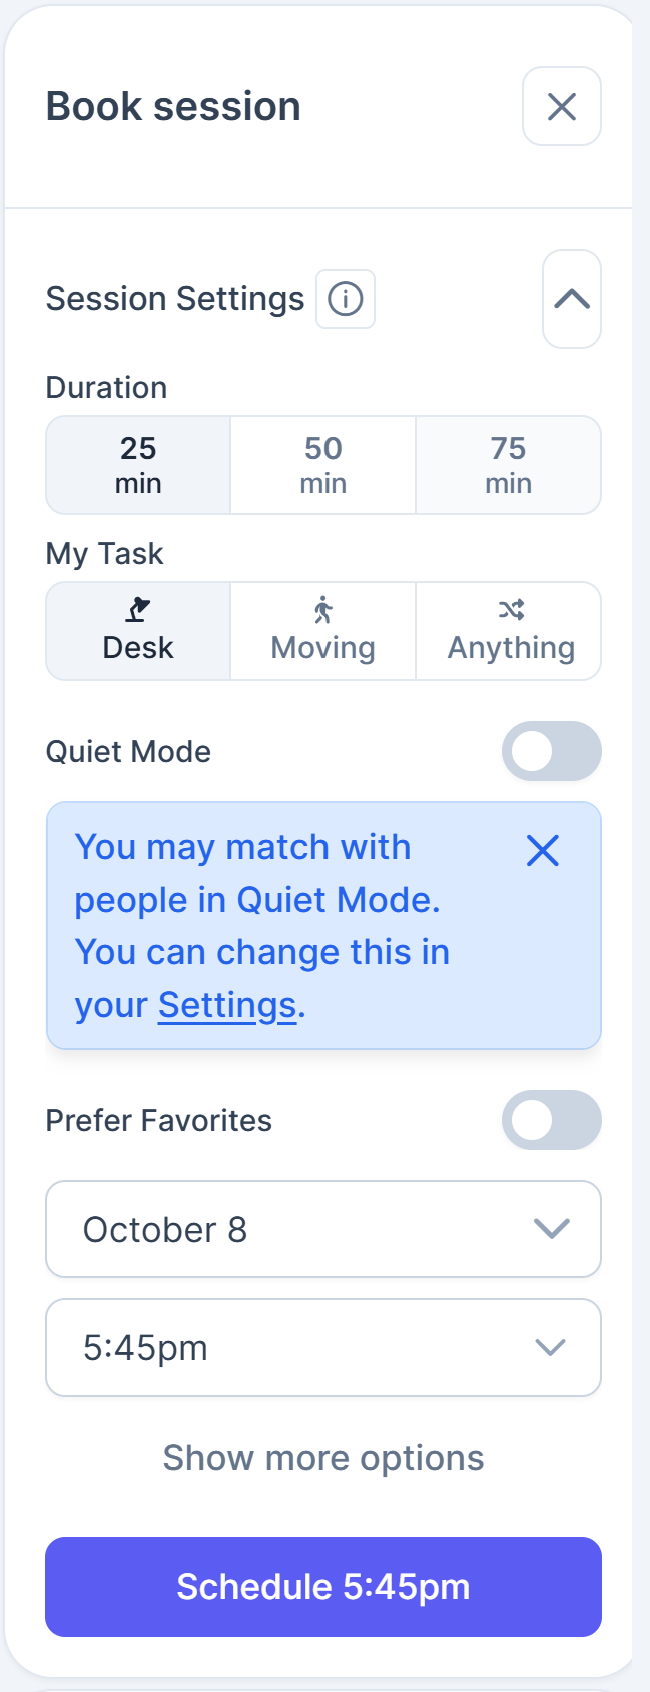 Book session
Session Settings
Duration
25 50 75
min min min
My Task
Desk Moving Anything
Quiet Mode
You may match with
people in Quiet Mode.
You can change this in
your Settings.
Prefer Favorites
October 8
5:45pm
Show more options
Schedule 5:45pm